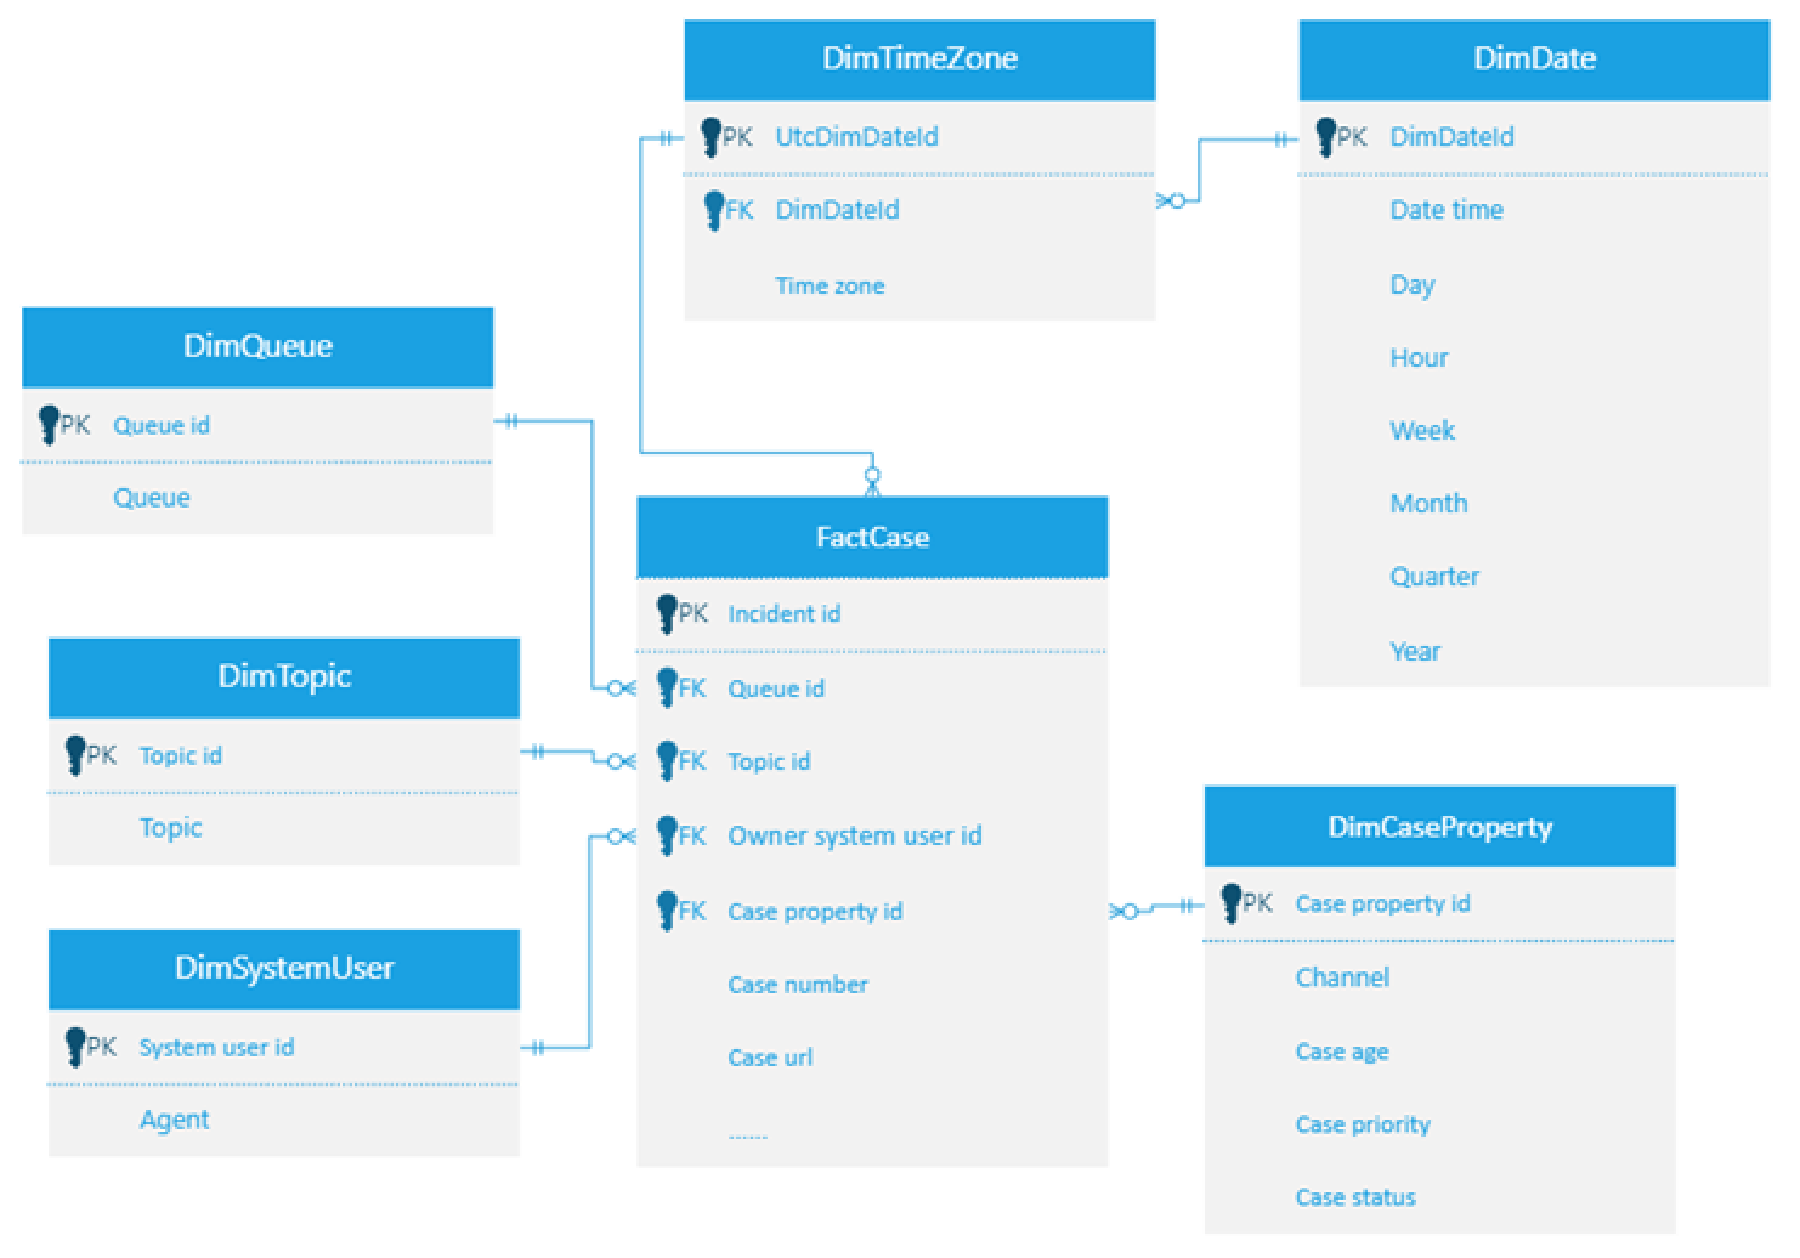 DimTimeZone
PK UtcDimDateId
FK DimDateId
Time zone
DimDate
PK DimDateId
Date time
Day
Hour
Week
Month
Quarter
Year
DimQueue
PK Queue id
Queue
FactCase
PK Incident id
FK Queue id
FK Topic id
FK Owner system user id
FK Case property id
Case number
Case url
......
DimTopic
PK Topic id
Topic
DimSystemUser
PK System user id
Agent
DimCaseProperty
PK Case property id
Channel
Case age
Case priority
Case status